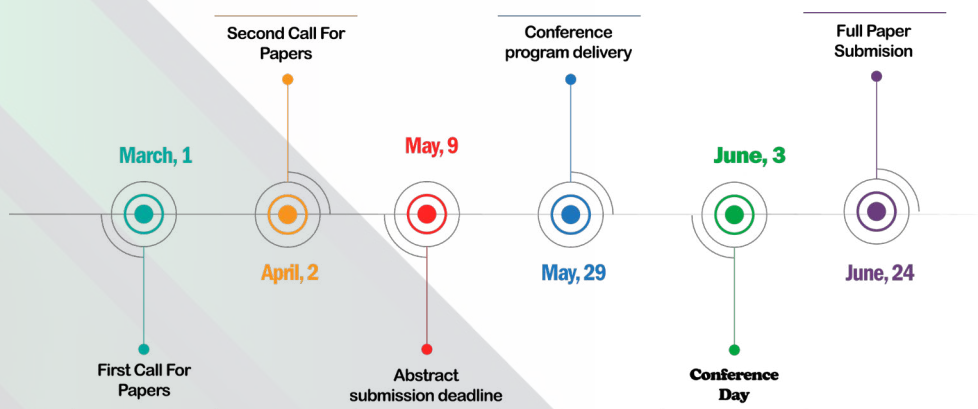 Second Call For
Papers
Conference
program delivery
Full Paper
Submision
March, 1
May, 9
June, 3
April, 2
May, 29
June, 24
First Call For
Papers
Abstract
submission deadline
Conference
Day